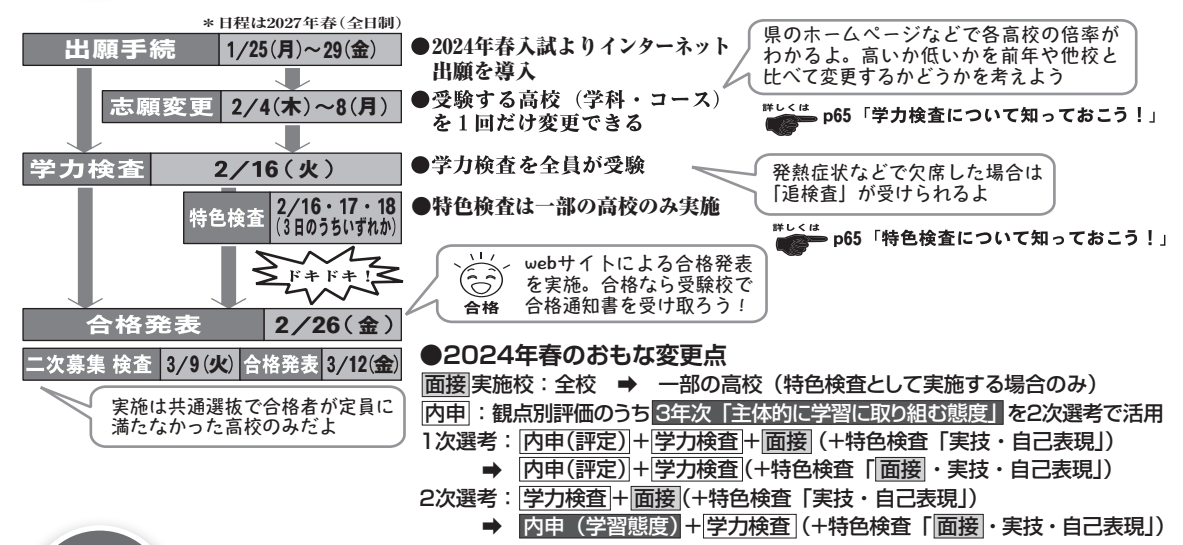 ＊日程は2027年春（全日制）
出願手続 1/25(月)～29(金)
●2024年春入試よりインターネット
出願を導入
県のホームページなどで各高校の倍率が
わかるよ。高いか低いかを前年や他校と
比べて変更するかどうかを考えよう
志願変更 2/4(木)～8(月)
●受験する高校（学科・コース）
を１回だけ変更できる
詳しくは p65「学力検査について知っておこう！」
学力検査 2/16(火)
●学力検査を全員が受験
発熱症状などで欠席した場合は
「追検査」が受けられるよ
特色検査 2/16・17・18
(３日のうちいずれか)
●特色検査は一部の高校のみ実施
詳しくは p65「特色検査について知っておこう！」
ドキドキ！
合格
webサイトによる合格発表
を実施。合格なら受験校で
合格通知書を受け取ろう！
合格発表 2/26(金)
二次募集 検査 3/9(火) 合格発表 3/12(金)
実施は共通選抜で合格者が定員に
満たなかった高校のみだよ
●2024年春のおもな変更点
面接実施校：全校 ➡ 一部の高校（特色検査として実施する場合のみ）
内申：観点別評価のうち3年次「主体的に学習に取り組む態度」を2次選考で活用
1次選考：内申(評定)＋学力検査＋面接（＋特色検査「実技・自己表現」）
➡ 内申(評定)＋学力検査（＋特色検査「面接・実技・自己表現」）
2次選考：学力検査＋面接（＋特色検査「実技・自己表現」）
➡ 内申（学習態度）＋学力検査（＋特色検査「面接・実技・自己表現」）